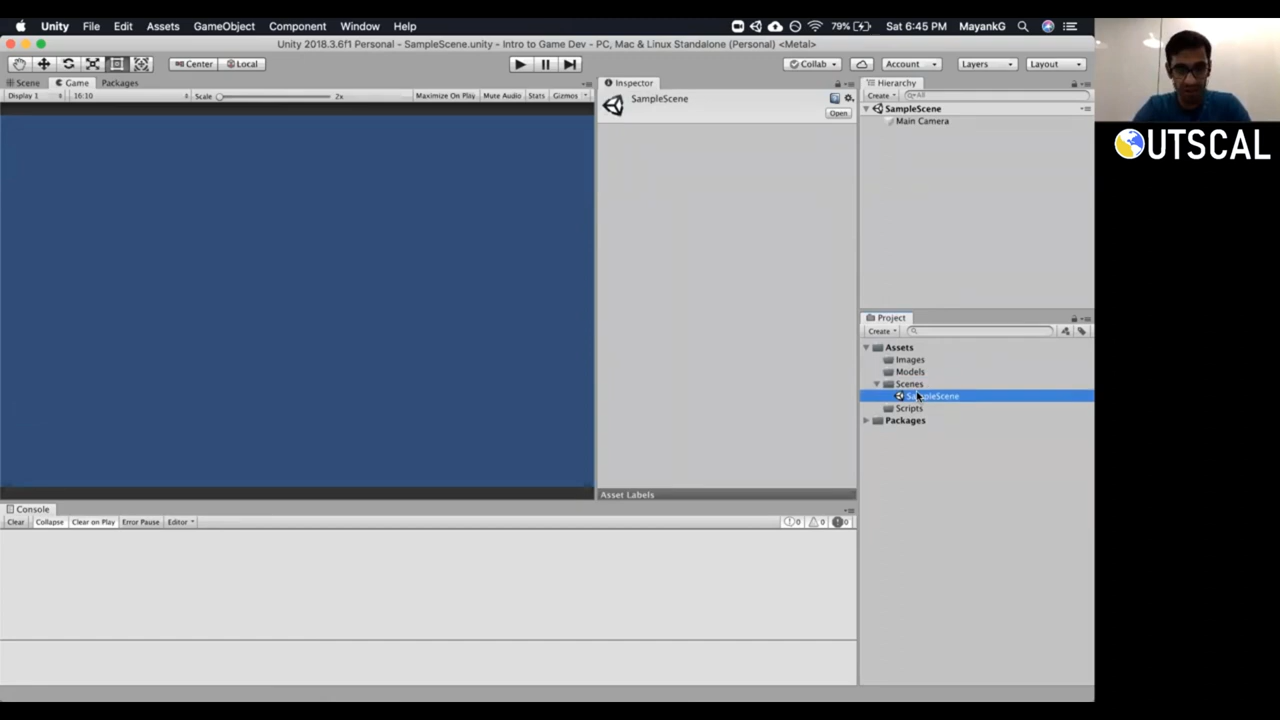 Unity File Edit Assets GameObject Component Window Help 79% Sat 6:45 PM MayankG
Unity 2018.3.6f1 Personal - SampleScene.unity - Intro to Game Dev - PC, Mac & Linux Standalone (Personal) <Metal>
Center Local Collab Account Layers Layout
Scene Game Packages
Display 1 16:10 Scale 2x Maximize On Play Mute Audio Stats Gizmos
Inspector
SampleScene
Open
Asset Labels
Hierarchy
Create All
SampleScene
Main Camera
Project
Create
Assets
Images
Models
Scenes
SampleScene
Scripts
Packages
Console
Clear Collapse Clear on Play Error Pause Editor 0 0 0
OUTSCAL